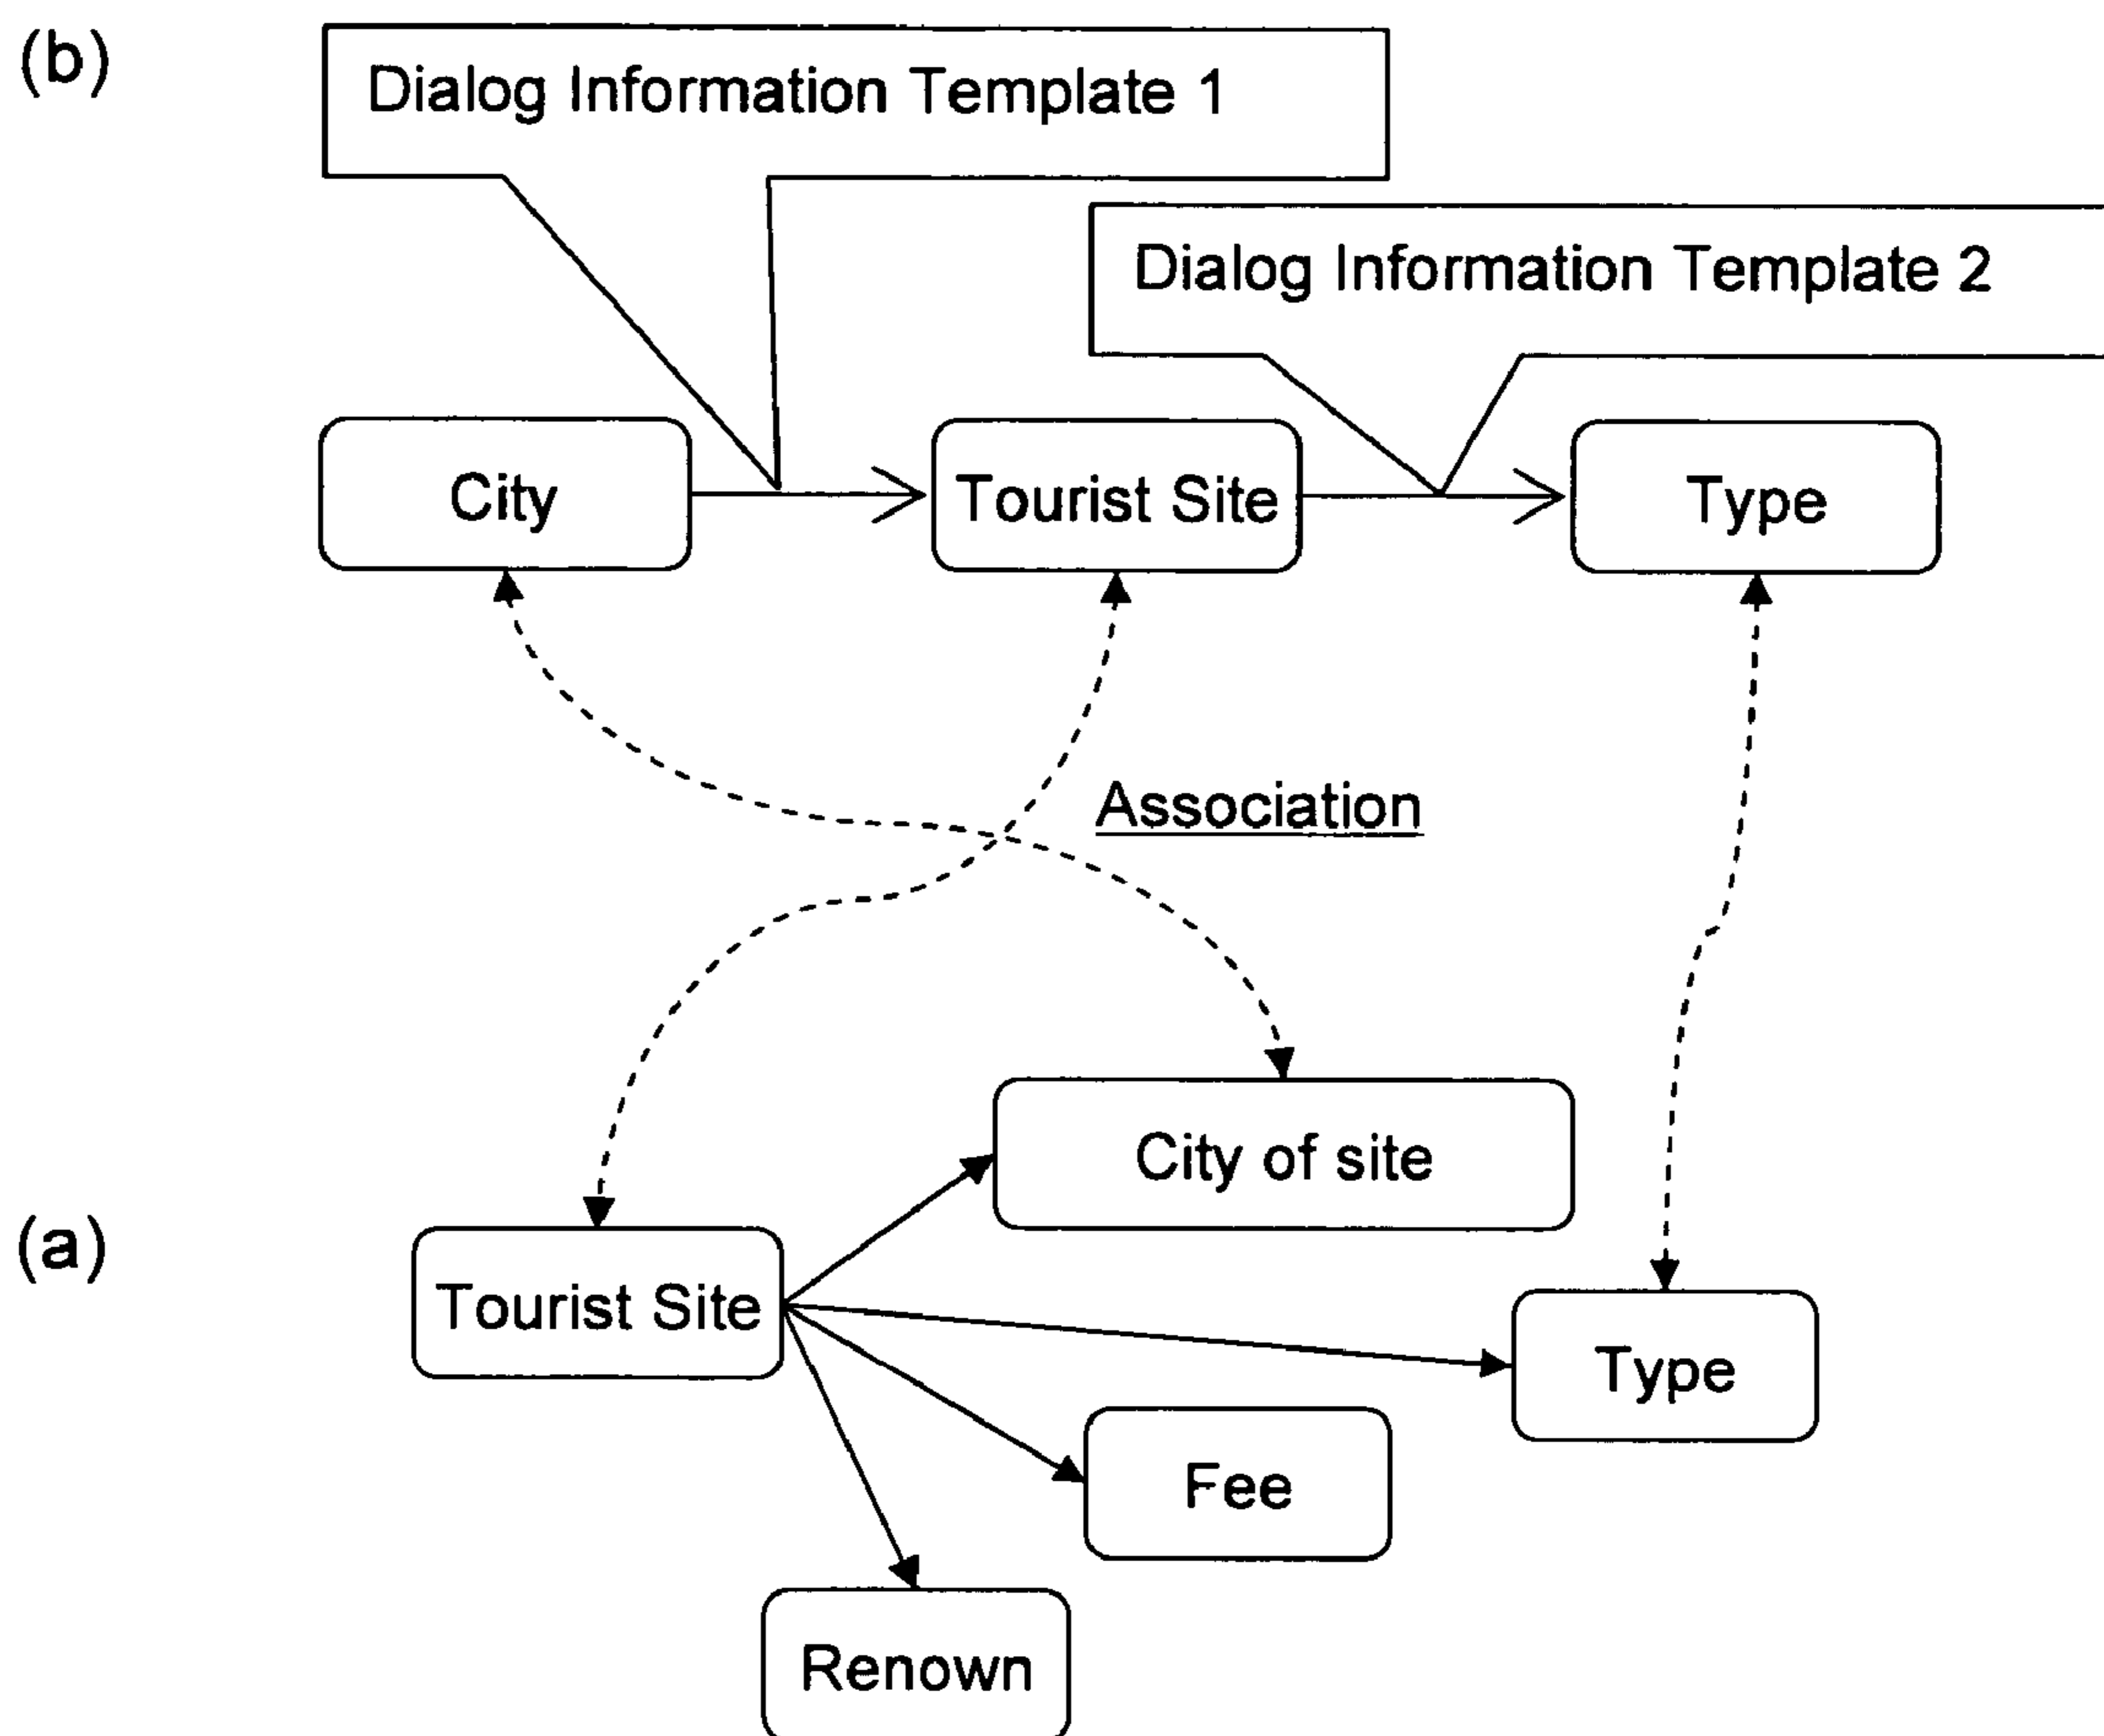 (b)
Dialog Information Template 1
Dialog Information Template 2
City
Tourist Site
Type
Association
City of site
(a)
Tourist Site
Type
Fee
Renown